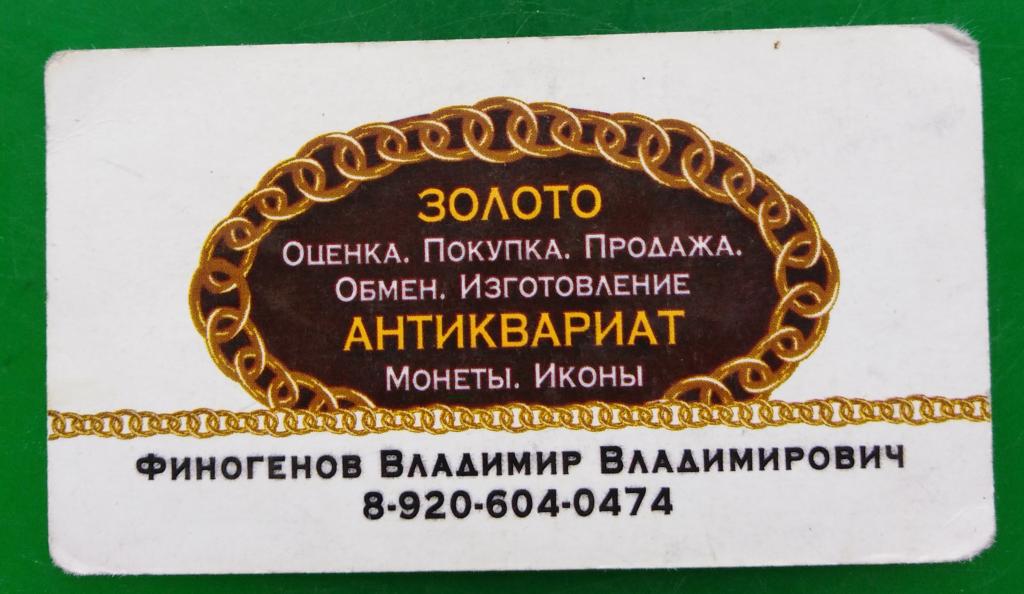 ЗОЛОТО
Оценка. Покупка. Продажа.
Обмен. Изготовление
АНТИКВАРИАТ
Монеты. Иконы
Финогенов Владимир Владимирович
8-920-604-0474